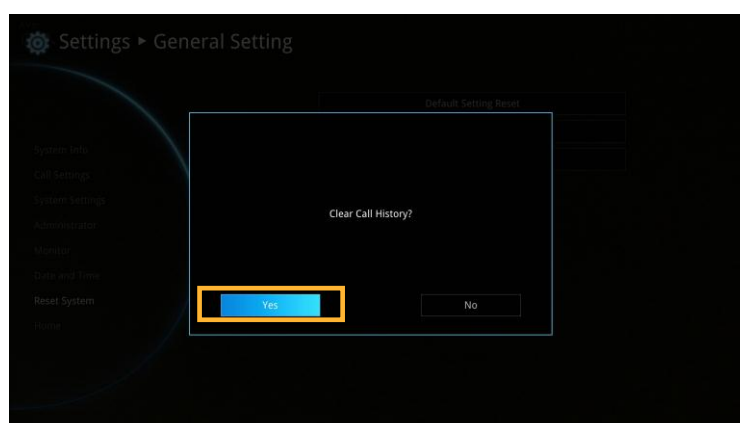 Settings ▸ General Setting
Default Setting Reset
System Info
Call Settings
System Settings
Administrator
Monitor
Date and Time
Reset System
Home
Clear Call History?
Yes
No